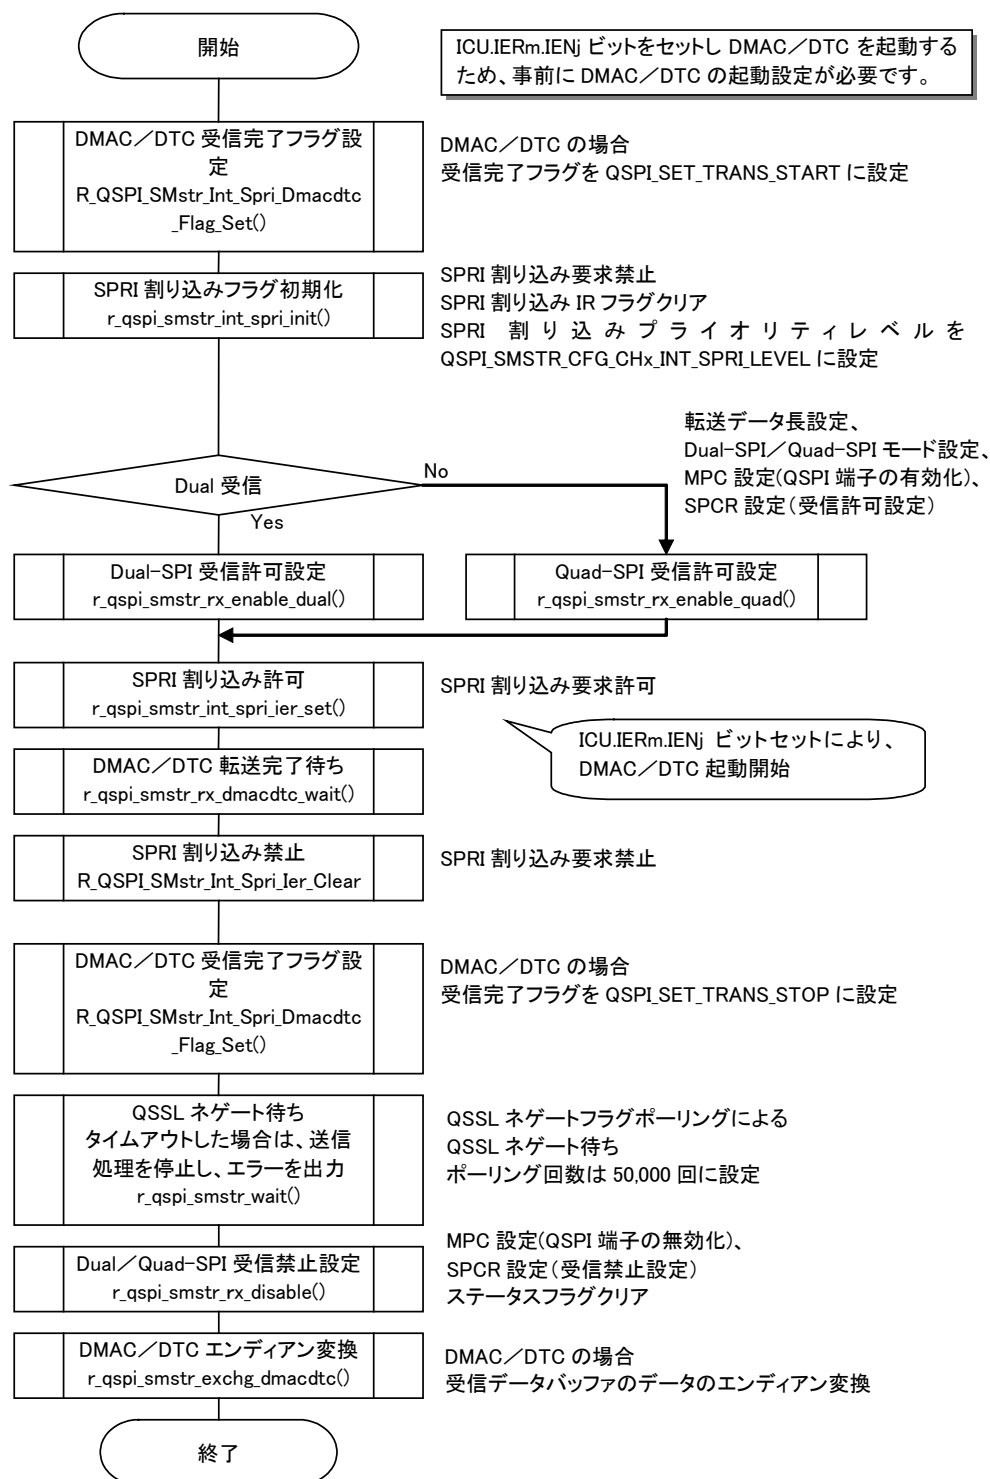 開始
ICU.IERm.IENj ビットをセットし DMAC／DTC を起動する
ため、事前に DMAC／DTC の起動設定が必要です。
DMAC／DTC 受信完了フラグ設
定
R_QSPI_SMstr_Int_Spri_Dmacdtc
_Flag_Set()
DMAC／DTC の場合
受信完了フラグを QSPI_SET_TRANS_START に設定
SPRI 割り込みフラグ初期化
r_qspi_smstr_int_spri_init()
SPRI 割り込み要求禁止
SPRI 割り込み IR フラグクリア
SPRI 割り込みプライオリティレベルを
QSPI_SMSTR_CFG_CHx_INT_SPRI_LEVEL に設定
転送データ長設定、
Dual-SPI／Quad-SPI モード設定、
MPC 設定(QSPI 端子の有効化)、
SPCR 設定（受信許可設定）
Dual 受信
No
Yes
Dual-SPI 受信許可設定
r_qspi_smstr_rx_enable_dual()
Quad-SPI 受信許可設定
r_qspi_smstr_rx_enable_quad()
SPRI 割り込み許可
r_qspi_smstr_int_spri_ier_set()
SPRI 割り込み要求許可
ICU.IERm.IENj ビットセットにより、
DMAC／DTC 起動開始
DMAC／DTC 転送完了待ち
r_qspi_smstr_rx_dmacdtc_wait()
SPRI 割り込み禁止
R_QSPI_SMstr_Int_Spri_Ier_Clear
SPRI 割り込み要求禁止
DMAC／DTC 受信完了フラグ設
定
R_QSPI_SMstr_Int_Spri_Dmacdtc
_Flag_Set()
DMAC／DTC の場合
受信完了フラグを QSPI_SET_TRANS_STOP に設定
QSSL ネゲート待ち
タイムアウトした場合は、送信
処理を停止し、エラーを出力
r_qspi_smstr_wait()
QSSL ネゲートフラグポーリングによる
QSSL ネゲート待ち
ポーリング回数は 50,000 回に設定
Dual／Quad-SPI 受信禁止設定
r_qspi_smstr_rx_disable()
MPC 設定(QSPI 端子の無効化)、
SPCR 設定（受信禁止設定）
ステータスフラグクリア
DMAC／DTC エンディアン変換
r_qspi_smstr_exchg_dmacdtc()
DMAC／DTC の場合
受信データバッファのデータのエンディアン変換
終了